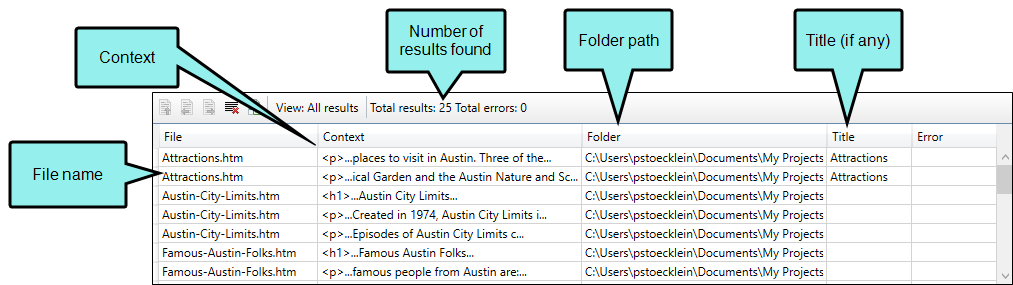 Context
Number of
results found
Folder path
Title (if any)
File name
View: All results Total results: 25 Total errors: 0
File Context Folder Title Error
Attractions.htm <p>...places to visit in Austin. Three of the... C:\Users\pstoecklein\Documents\My Projects Attractions
Attractions.htm <p>...ical Garden and the Austin Nature and Sc... C:\Users\pstoecklein\Documents\My Projects Attractions
Austin-City-Limits.htm <h1>...Austin City Limits... C:\Users\pstoecklein\Documents\My Projects
Austin-City-Limits.htm <p>...Created in 1974, Austin City Limits i... C:\Users\pstoecklein\Documents\My Projects
Austin-City-Limits.htm <p>...Episodes of Austin City Limits c... C:\Users\pstoecklein\Documents\My Projects
Famous-Austin-Folks.htm <h1>...Famous Austin Folks... C:\Users\pstoecklein\Documents\My Projects
Famous-Austin-Folks.htm <p>...famous people from Austin are:... C:\Users\pstoecklein\Documents\My Projects